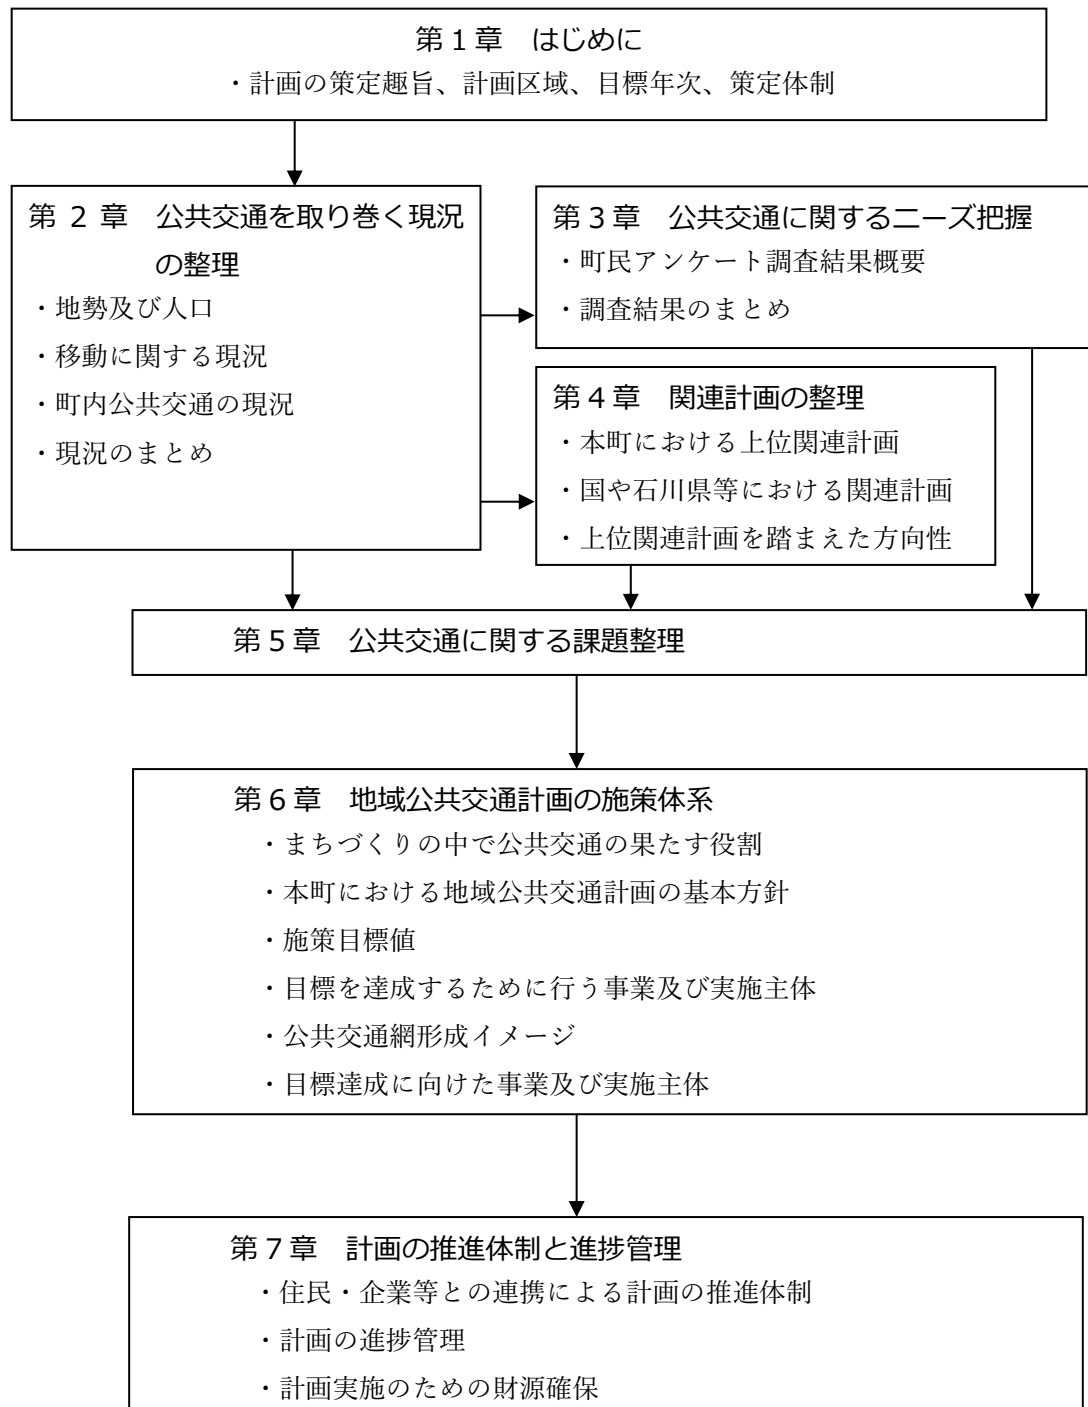 第1章　はじめに
・計画の策定趣旨、計画区域、目標年次、策定体制
第 2 章　公共交通を取り巻く現況
の整理
・地勢及び人口
・移動に関する現況
・町内公共交通の現況
・現況のまとめ
第3章　公共交通に関するニーズ把握
・町民アンケート調査結果概要
・調査結果のまとめ
第4章　関連計画の整理
・本町における上位関連計画
・国や石川県等における関連計画
・上位関連計画を踏まえた方向性
第5章　公共交通に関する課題整理
第6章　地域公共交通計画の施策体系
・まちづくりの中で公共交通の果たす役割
・本町における地域公共交通計画の基本方針
・施策目標値
・目標を達成するために行う事業及び実施主体
・公共交通網形成イメージ
・目標達成に向けた事業及び実施主体
第7章　計画の推進体制と進捗管理
・住民・企業等との連携による計画の推進体制
・計画の進捗管理
・計画実施のための財源確保